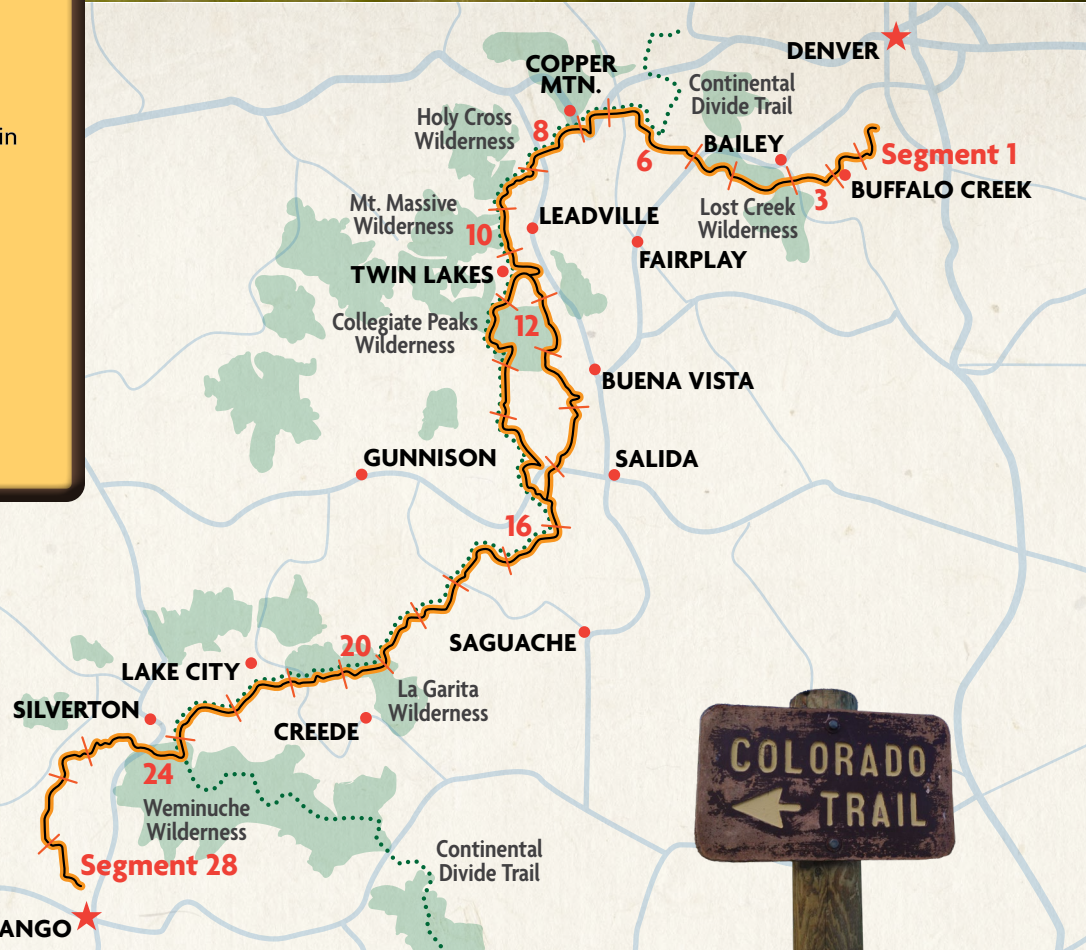 in
DENVER
COPPER
MTN.
Continental
Divide Trail
Holy Cross
Wilderness
8
6
BAILEY
Segment 1
BUFFALO CREEK
3
Mt. Massive
Wilderness
10
LEADVILLE
Lost Creek
Wilderness
FAIRPLAY
TWIN LAKES
Collegiate Peaks
Wilderness
12
BUENA VISTA
GUNNISON
SALIDA
16
SAGUACHE
20
LAKE CITY
La Garita
Wilderness
SILVERTON
CREEDE
24
Weminuche
Wilderness
COLORADO
TRAIL
Continental
Divide Trail
Segment 28
ANGO